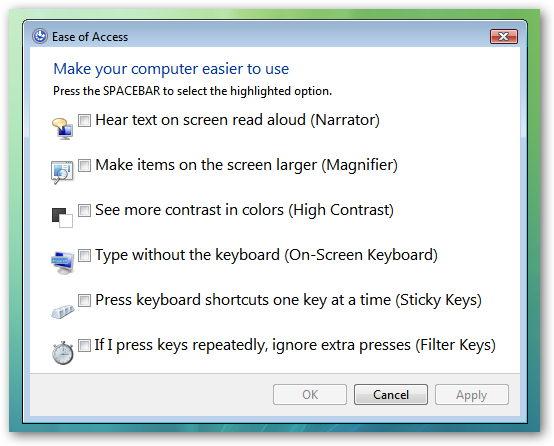 Ease of Access
Make your computer easier to use
Press the SPACEBAR to select the highlighted option.
Hear text on screen read aloud (Narrator)
Make items on the screen larger (Magnifier)
See more contrast in colors (High Contrast)
Type without the keyboard (On-Screen Keyboard)
Press keyboard shortcuts one key at a time (Sticky Keys)
If I press keys repeatedly, ignore extra presses (Filter Keys)
OK Cancel Apply